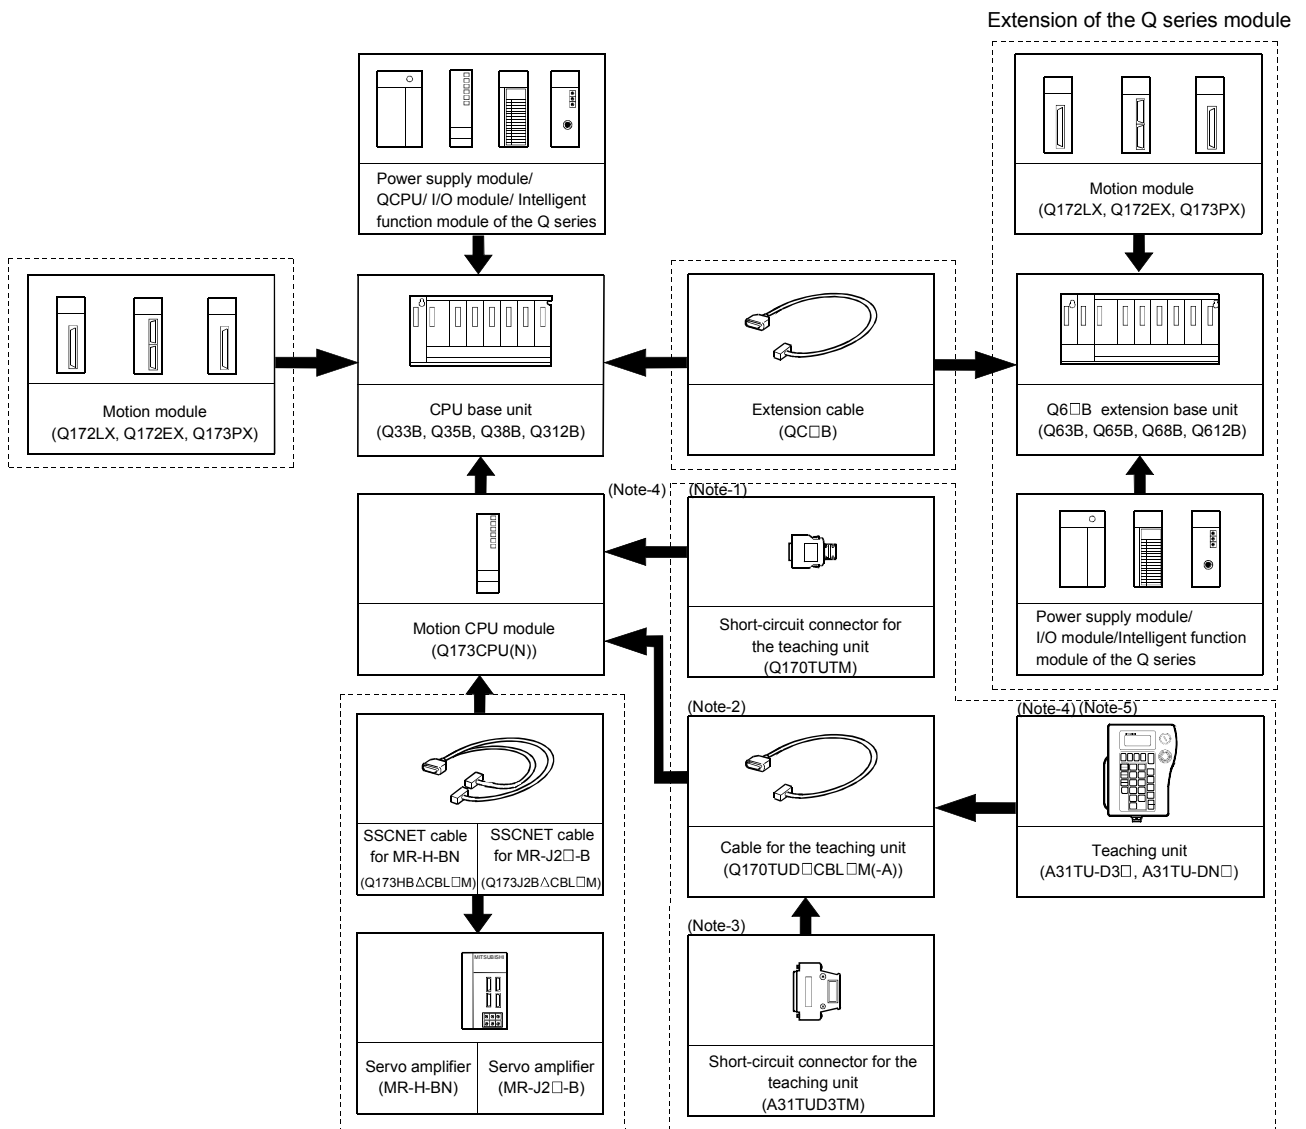 Extension of the Q series module
Power supply module/
QCPU/ I/O module/ Intelligent
function module of the Q series
Motion module
(Q172LX, Q172EX, Q173PX)
Motion module
(Q172LX, Q172EX, Q173PX)
CPU base unit
(Q33B, Q35B, Q38B, Q312B)
Extension cable
(QC□B)
Q6□B extension base unit
(Q63B, Q65B, Q68B, Q612B)
(Note-4)
(Note-1)
Motion CPU module
(Q173CPU(N))
Short-circuit connector for
the teaching unit
(Q170TUTM)
Power supply module/
I/O module/Intelligent function
module of the Q series
(Note-2)
(Note-4) (Note-5)
SSCNET cable
for MR-H-BN
(Q173HB△CBL□M)
SSCNET cable
for MR-J2□-B
(Q173J2B△CBL□M)
Cable for the teaching unit
(Q170TUD□CBL□M(-A))
Teaching unit
(A31TU-D3□, A31TU-DN□)
(Note-3)
MITSUBISHI
Servo amplifier
(MR-H-BN)
Servo amplifier
(MR-J2□-B)
Short-circuit connector for the
teaching unit
(A31TUD3TM)